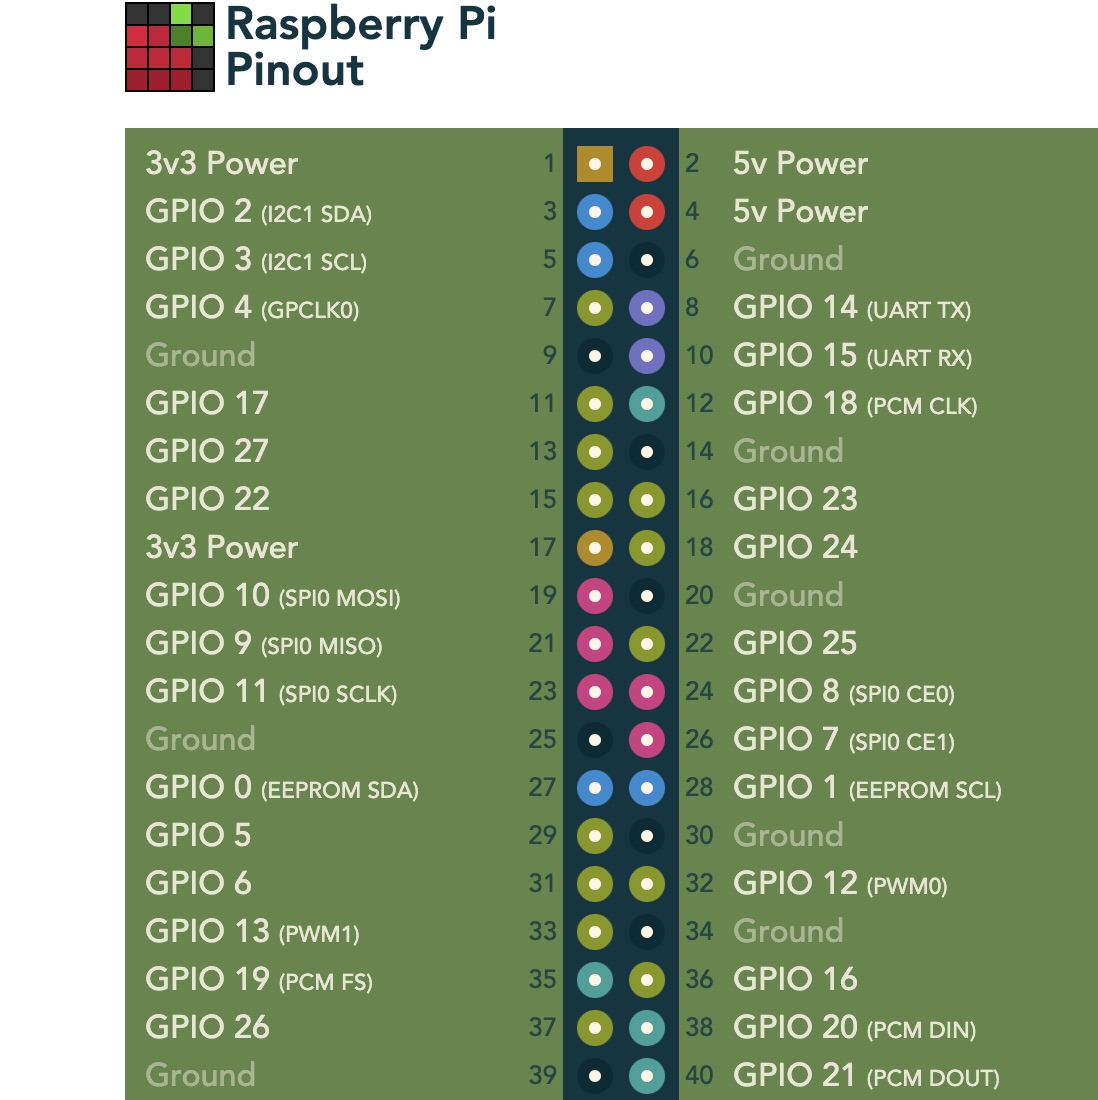 Raspberry Pi
Pinout
3v3 Power 1 2 5v Power
GPIO 2 (I2C1 SDA) 3 4 5v Power
GPIO 3 (I2C1 SCL) 5 6 Ground
GPIO 4 (GPCLK0) 7 8 GPIO 14 (UART TX)
Ground 9 10 GPIO 15 (UART RX)
GPIO 17 11 12 GPIO 18 (PCM CLK)
GPIO 27 13 14 Ground
GPIO 22 15 16 GPIO 23
3v3 Power 17 18 GPIO 24
GPIO 10 (SPI0 MOSI) 19 20 Ground
GPIO 9 (SPI0 MISO) 21 22 GPIO 25
GPIO 11 (SPI0 SCLK) 23 24 GPIO 8 (SPI0 CE0)
Ground 25 26 GPIO 7 (SPI0 CE1)
GPIO 0 (EEPROM SDA) 27 28 GPIO 1 (EEPROM SCL)
GPIO 5 29 30 Ground
GPIO 6 31 32 GPIO 12 (PWM0)
GPIO 13 (PWM1) 33 34 Ground
GPIO 19 (PCM FS) 35 36 GPIO 16
GPIO 26 37 38 GPIO 20 (PCM DIN)
Ground 39 40 GPIO 21 (PCM DOUT)